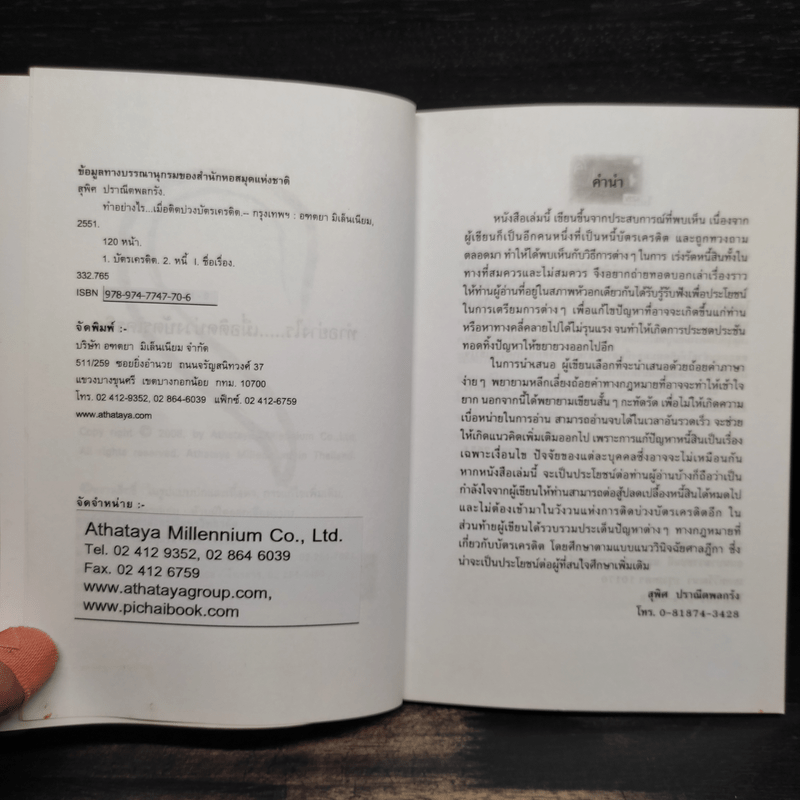 ข้อมูลทางบรรณานุกรมของสำนักหอสมุดแห่งชาติ
สุพิศ ปราณีตพลกรัง.
ทำอย่างไร...เมื่อติดบ่วงบัตรเครดิต.-- กรุงเทพฯ : อฑตยา มิเล็นเนียม,
2551.
120 หน้า.
1. บัตรเครดิต. 2. หนี้ I. ชื่อเรื่อง.
332.765
ISBN 978-974-7747-70-6
จัดพิมพ์ :-
บริษัท อฑตยา มิเล็นเนียม จำกัด
511/259 ซอยยิ่งอำนวย ถนนจรัญสนิทวงศ์ 37
แขวงบางขุนศรี เขตบางกอกน้อย กทม. 10700
โทร. 02 412-9352, 02 864-6039 แฟ็กซ์. 02 412-6759
www.athataya.com
จัดจำหน่าย :-
Athataya Millennium Co., Ltd.
Tel. 02 412 9352, 02 864 6039
Fax. 02 412 6759
www.athatayagroup.com,
www.pichaibook.com
คำนำ
หนังสือเล่มนี้ เขียนขึ้นจากประสบการณ์ที่พบเห็น เนื่องจาก
ผู้เขียนก็เป็นอีกคนหนึ่งที่เป็นหนี้บัตรเครดิต และถูกทวงถาม
ตลอดมา ทำให้ได้พบเห็นกับวิธีการต่างๆ ในการ เร่งรัดหนี้สินทั้งใน
ทางที่สมควรและไม่สมควร จึงอยากถ่ายทอดบอกเล่าเรื่องราว
ให้ท่านผู้อ่านที่อยู่ในสภาพหัวอกเดียวกันได้รับรู้รับฟังเพื่อประโยชน์
ในการเตรียมการต่างๆ เพื่อแก้ไขปัญหาที่อาจจะเกิดขึ้นแก่ท่าน
หรือหาทางคลี่คลายไปได้ไม่รุนแรง จนทำให้เกิดการประชดประชัน
ทอดทิ้งปัญหาให้ขยายวงออกไปอีก
ในการนำเสนอ ผู้เขียนเลือกที่จะนำเสนอด้วยถ้อยคำภาษา
ง่ายๆ พยายามหลีกเลี่ยงถ้อยคำทางกฎหมายที่อาจจะทำให้เข้าใจ
ยาก นอกจากนี้ได้พยายามเขียนสั้นๆ กะทัดรัด เพื่อไม่ให้เกิดความ
เบื่อหน่ายในการอ่าน สามารถอ่านจบได้ในเวลาอันรวดเร็ว จะช่วย
ให้เกิดแนวคิดเพิ่มเติมออกไป เพราะการแก้ปัญหาหนี้สินเป็นเรื่อง
เฉพาะเงื่อนไข ปัจจัยของแต่ละบุคคลซึ่งอาจจะไม่เหมือนกัน
หากหนังสือเล่มนี้ จะเป็นประโยชน์ต่อท่านผู้อ่านบ้างก็ถือว่าเป็น
กำลังใจจากผู้เขียนให้ท่านสามารถต่อสู้ปลดเปลื้องหนี้สินได้หมดไป
และไม่ต้องเข้ามาในวังวนแห่งการติดบ่วงบัตรเครดิตอีก ใน
ส่วนท้ายผู้เขียนได้รวบรวมประเด็นปัญหาต่างๆ ทางกฎหมายที่
เกี่ยวกับบัตรเครดิต โดยศึกษาตามแบบแนววินิจฉัยศาลฎีกา ซึ่ง
น่าจะเป็นประโยชน์ต่อผู้ที่สนใจศึกษาเพิ่มเติม
สุพิศ ปราณีตพลกรัง
โทร. 0-81874-3428